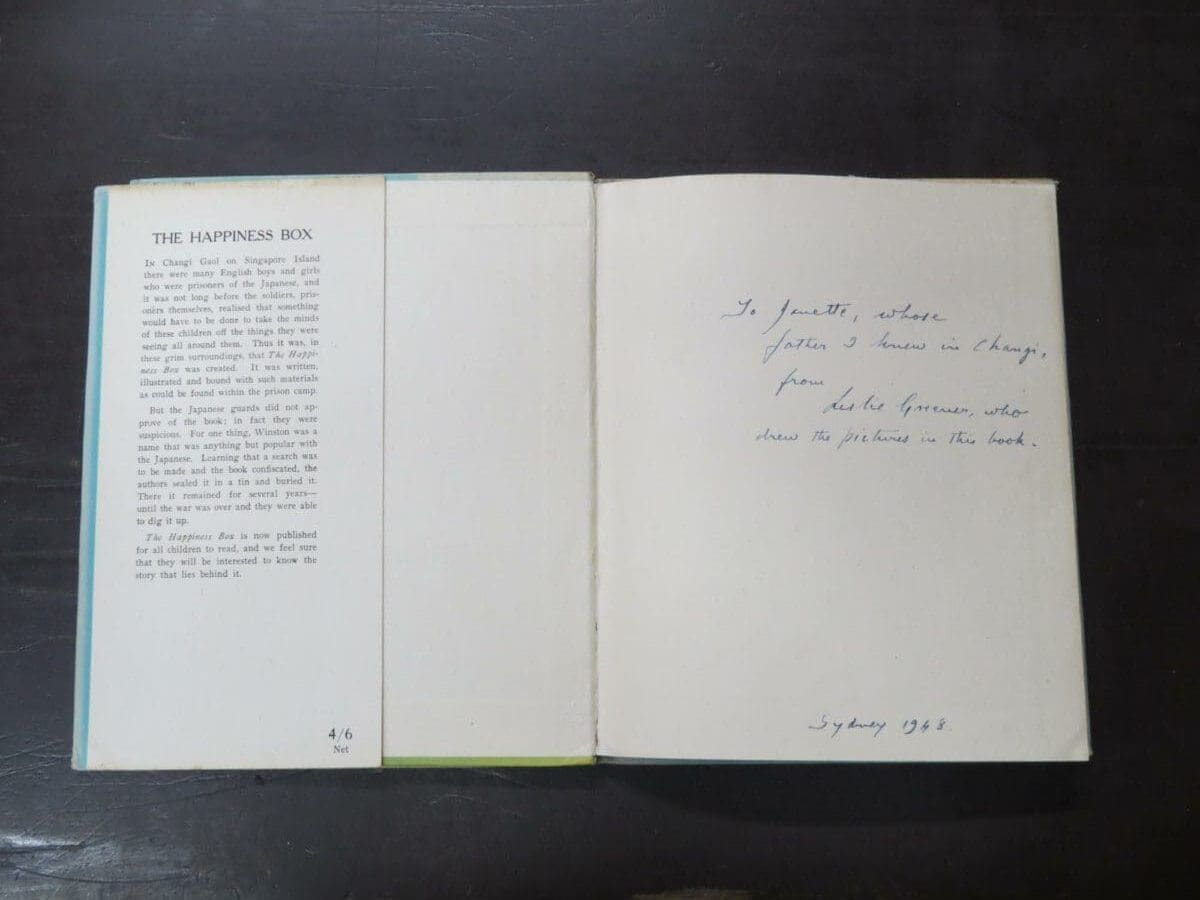 THE HAPPINESS BOX
In Changi Gaol on Singapore Island
there were many English boys and girls
who were prisoners of the Japanese, and
it was not long before the soldiers, pris-
oners themselves, realised that something
would have to be done to take the minds
of these children off the things they were
seeing all around them. Thus it was, in
these grim surroundings, that The Happi-
ness Box was created. It was written,
illustrated and bound with such materials
as could be found within the prison camp.
But the Japanese guards did not ap-
prove of the book; in fact they were
suspicious. For one thing, Winston was a
name that was anything but popular with
the Japanese. Learning that a search was
to be made and the book confiscated, the
authors sealed it in a tin and buried it.
There it remained for several years—
until the war was over and they were able
to dig it up.
The Happiness Box is now published
for all children to read, and we feel sure
that they will be interested to know the
story that lies behind it.
4/6
Net
To Janette, whose
father I knew in Changi,
from
Leslie Greener, who
drew the pictures in this book.
Sydney 1948.